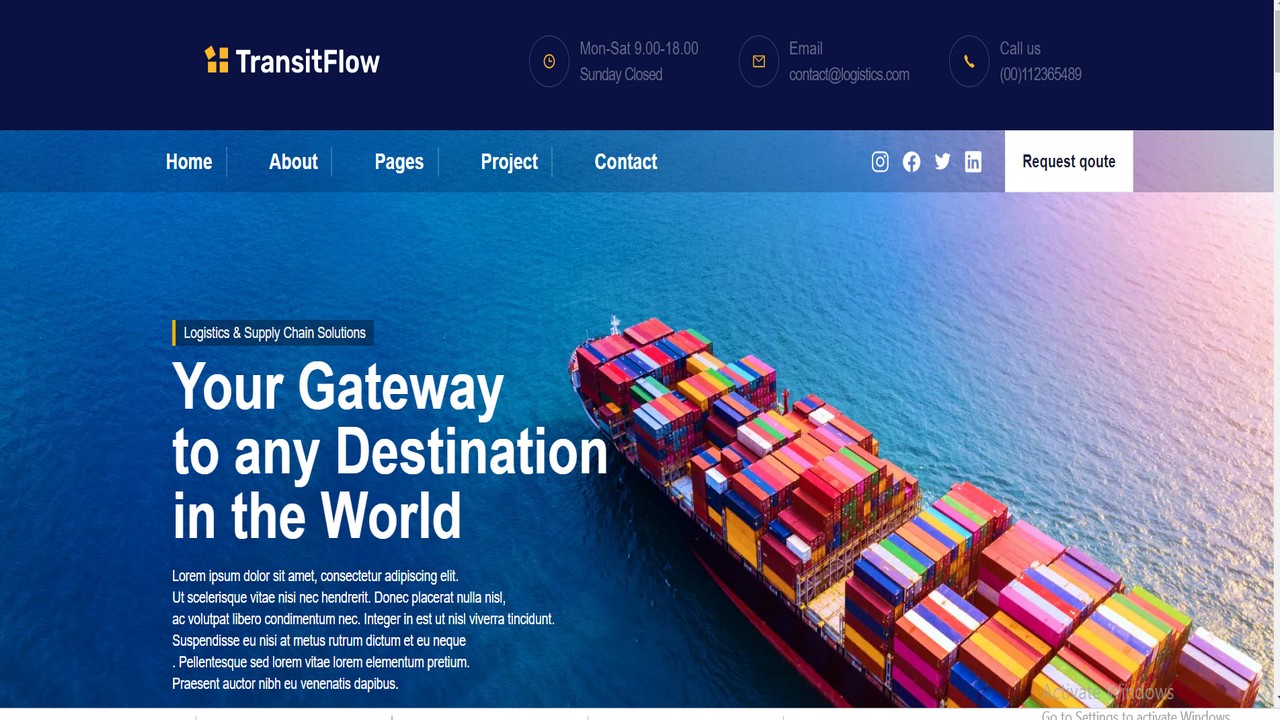 TransitFlow
Mon-Sat 9.00-18.00
Sunday Closed
Email
contact@logistics.com
Call us
(00)112365489
Home
About
Pages
Project
Contact
Request qoute
Logistics & Supply Chain Solutions
Your Gateway
to any Destination
in the World
Lorem ipsum dolor sit amet, consectetur adipiscing elit.
Ut scelerisque vitae nisi nec hendrerit. Donec placerat nulla nisl,
ac volutpat libero condimentum nec. Integer in est ut nisl viverra tincidunt.
Suspendisse eu nisi at metus rutrum dictum et eu neque
. Pellentesque sed lorem vitae lorem elementum pretium.
Praesent auctor nibh eu venenatis dapibus.
Activate Windows
Go to Settings to activate Windows.